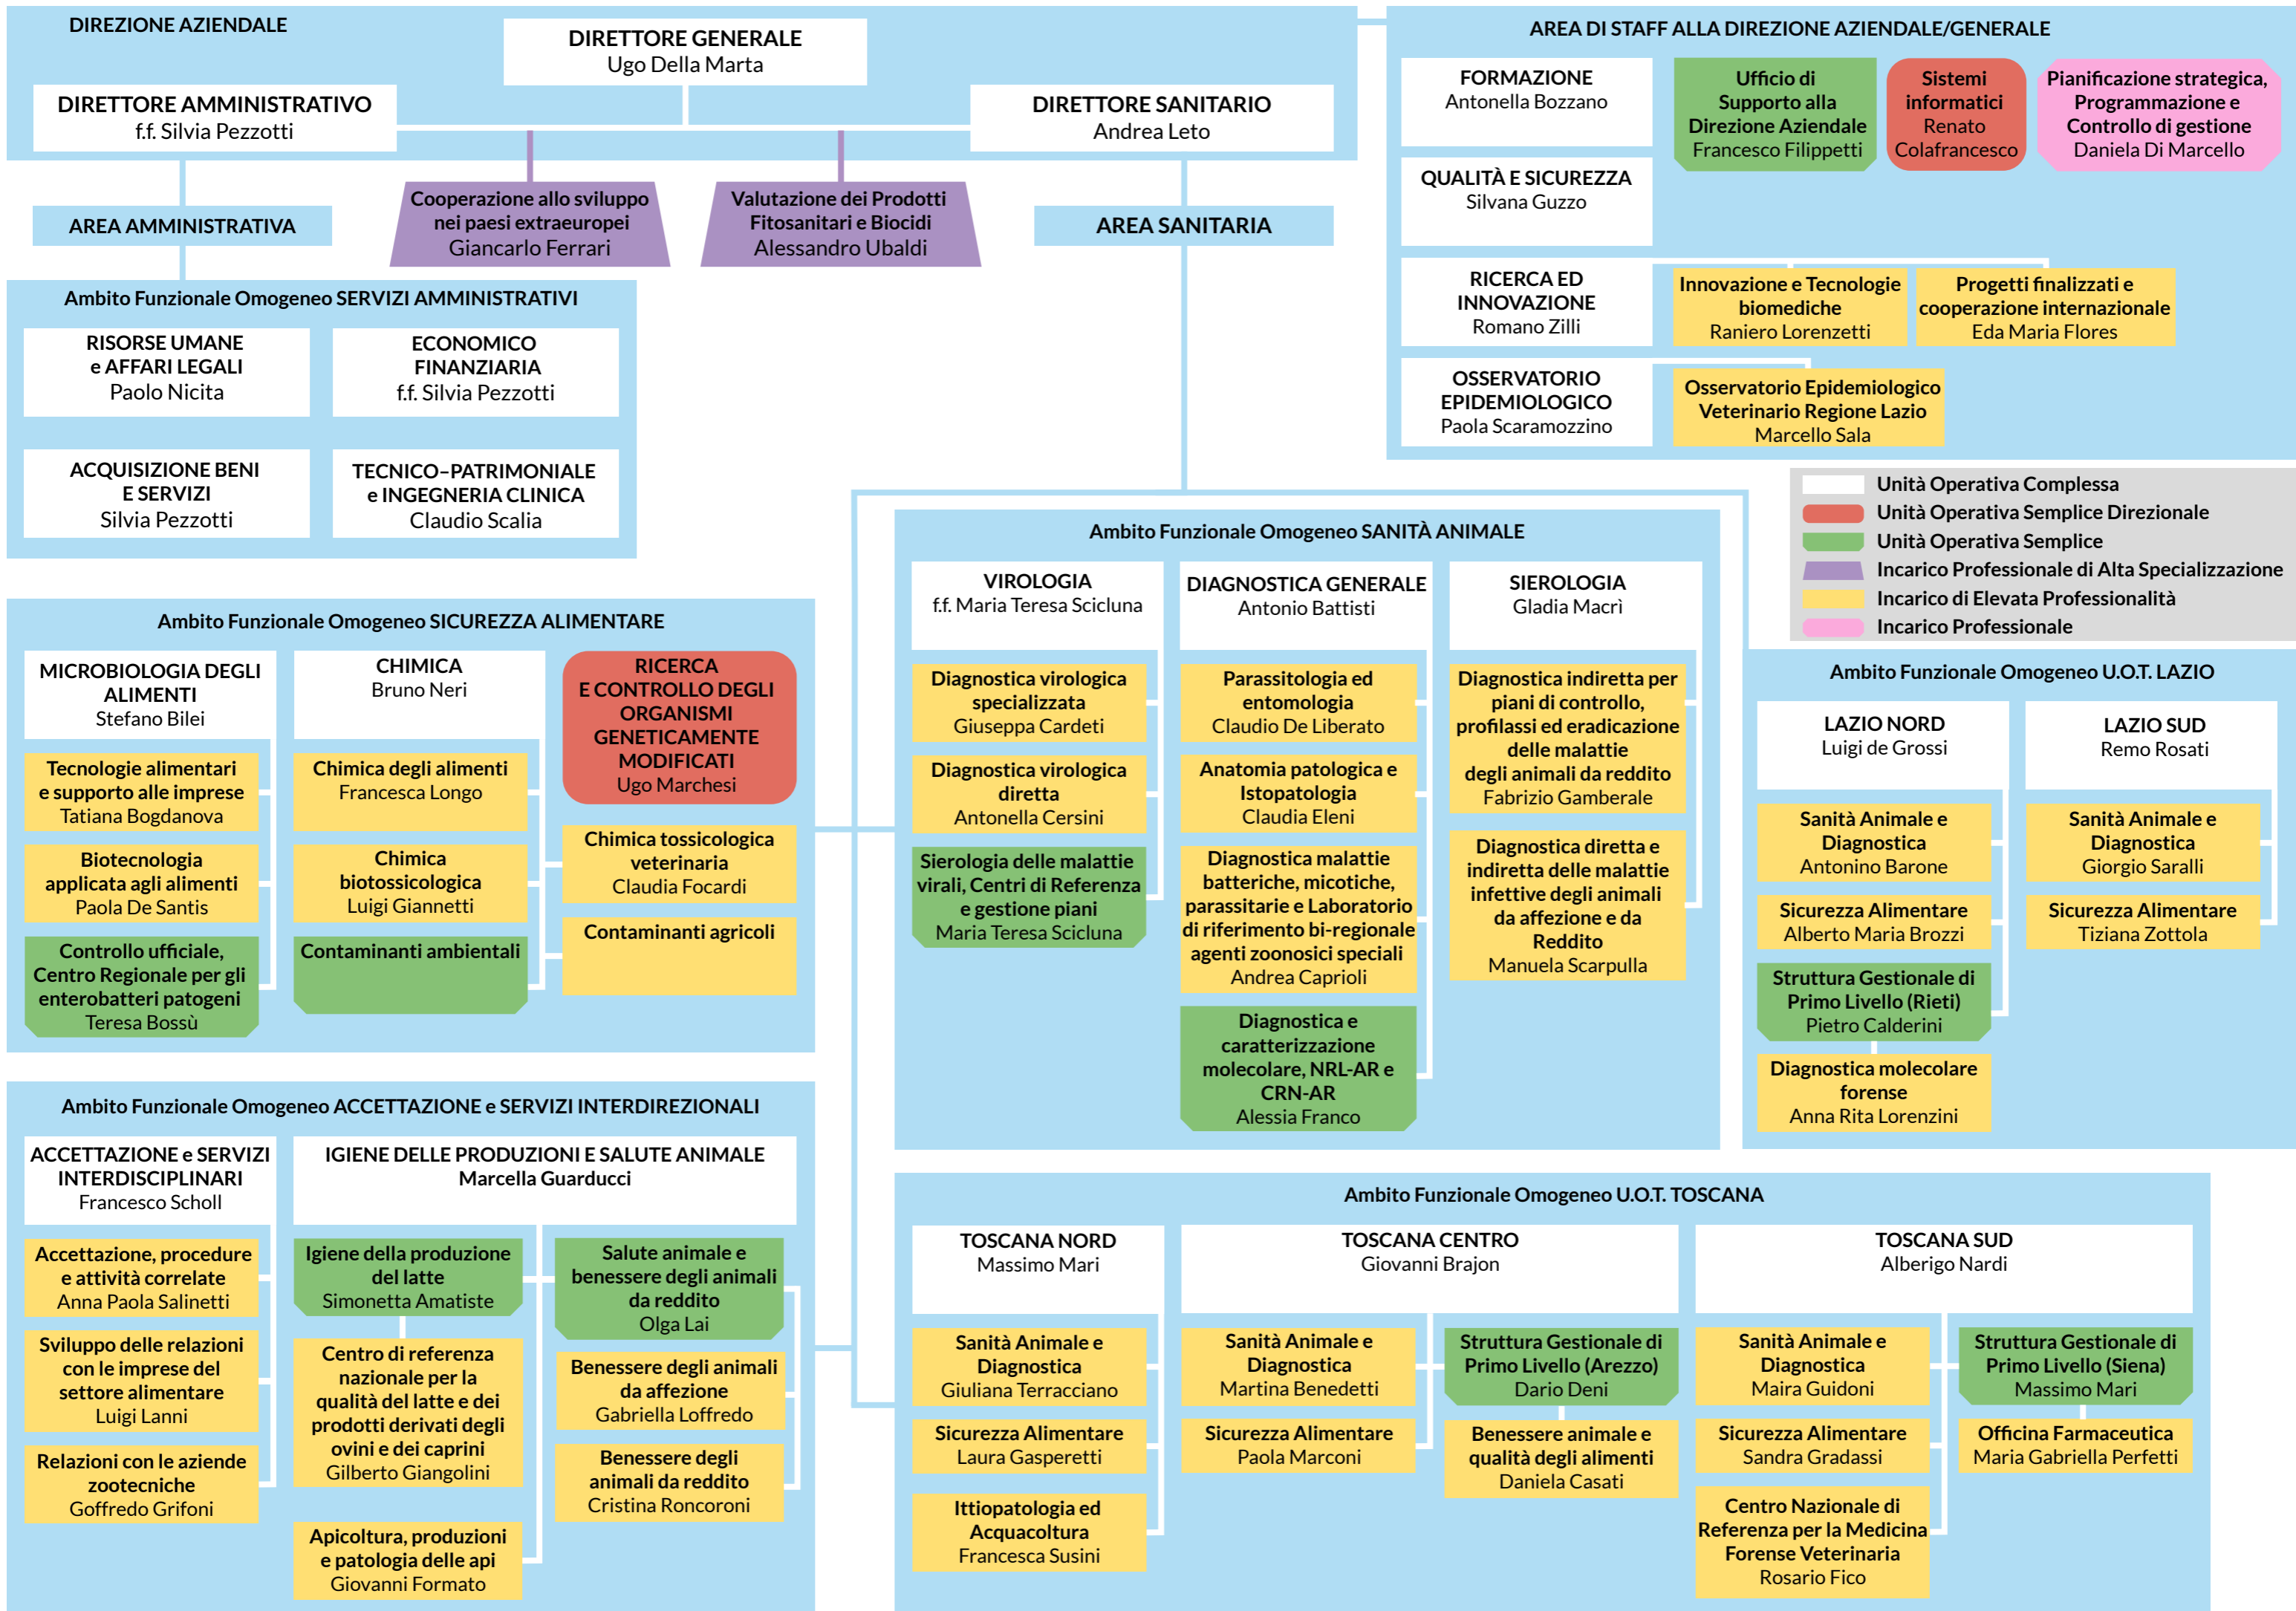 DIREZIONE AZIENDALE
DIRETTORE GENERALE
Ugo Della Marta
DIRETTORE AMMINISTRATIVO
f.f. Silvia Pezzotti
DIRETTORE SANITARIO
Andrea Leto
Cooperazione allo sviluppo
nei paesi extraeuropei
Giancarlo Ferrari
Valutazione dei Prodotti
Fitosanitari e Biocidi
Alessandro Ubaldi
AREA AMMINISTRATIVA
AREA SANITARIA
AREA DI STAFF ALLA DIREZIONE AZIENDALE/GENERALE
FORMAZIONE
Antonella Bozzano
Ufficio di
Supporto alla
Direzione Aziendale
Francesco Filippetti
Sistemi
informatici
Renato
Colafrancesco
Pianificazione strategica,
Programmazione e
Controllo di gestione
Daniela Di Marcello
QUALITÀ E SICUREZZA
Silvana Guzzo
RICERCA ED
INNOVAZIONE
Romano Zilli
Innovazione e Tecnologie
biomediche
Raniero Lorenzetti
Progetti finalizzati e
cooperazione internazionale
Eda Maria Flores
OSSERVATORIO
EPIDEMIOLOGICO
Paola Scaramozzino
Osservatorio Epidemiologico
Veterinario Regione Lazio
Marcello Sala
Ambito Funzionale Omogeneo SERVIZI AMMINISTRATIVI
RISORSE UMANE
e AFFARI LEGALI
Paolo Nicita
ECONOMICO
FINANZIARIA
f.f. Silvia Pezzotti
ACQUISIZIONE BENI
E SERVIZI
Silvia Pezzotti
TECNICO–PATRIMONIALE
e INGEGNERIA CLINICA
Claudio Scalia
Unità Operativa Complessa
Unità Operativa Semplice Direzionale
Unità Operativa Semplice
Incarico Professionale di Alta Specializzazione
Incarico di Elevata Professionalità
Incarico Professionale
Ambito Funzionale Omogeneo SICUREZZA ALIMENTARE
MICROBIOLOGIA DEGLI
ALIMENTI
Stefano Bilei
Tecnologie alimentari
e supporto alle imprese
Tatiana Bogdanova
Biotecnologia
applicata agli alimenti
Paola De Santis
Controllo ufficiale,
Centro Regionale per gli
enterobatteri patogeni
Teresa Bossù
CHIMICA
Bruno Neri
Chimica degli alimenti
Francesca Longo
Chimica
biotossicologica
Luigi Giannetti
Contaminanti ambientali
RICERCA
E CONTROLLO DEGLI
ORGANISMI
GENETICAMENTE
MODIFICATI
Ugo Marchesi
Chimica tossicologica
veterinaria
Claudia Focardi
Contaminanti agricoli
Ambito Funzionale Omogeneo SANITÀ ANIMALE
VIROLOGIA
f.f. Maria Teresa Scicluna
Diagnostica virologica
specializzata
Giuseppa Cardeti
Diagnostica virologica
diretta
Antonella Cersini
Sierologia delle malattie
virali, Centri di Referenza
e gestione piani
Maria Teresa Scicluna
DIAGNOSTICA GENERALE
Antonio Battisti
Parassitologia ed
entomologia
Claudio De Liberato
Anatomia patologica e
Istopatologia
Claudia Eleni
Diagnostica malattie
batteriche, micotiche,
parassitarie e Laboratorio
di riferimento bi-regionale
agenti zoonosici speciali
Andrea Caprioli
Diagnostica e
caratterizzazione
molecolare, NRL-AR e
CRN-AR
Alessia Franco
SIEROLOGIA
Gladia Macrì
Diagnostica indiretta per
piani di controllo,
profilassi ed eradicazione
delle malattie
degli animali da reddito
Fabrizio Gamberale
Diagnostica diretta e
indiretta delle malattie
infettive degli animali
da affezione e da
Reddito
Manuela Scarpulla
Ambito Funzionale Omogeneo U.O.T. LAZIO
LAZIO NORD
Luigi de Grossi
Sanità Animale e
Diagnostica
Antonino Barone
Sicurezza Alimentare
Alberto Maria Brozzi
Struttura Gestionale di
Primo Livello (Rieti)
Pietro Calderini
Diagnostica molecolare
forense
Anna Rita Lorenzini
LAZIO SUD
Remo Rosati
Sanità Animale e
Diagnostica
Giorgio Saralli
Sicurezza Alimentare
Tiziana Zottola
Ambito Funzionale Omogeneo ACCETTAZIONE e SERVIZI INTERDIREZIONALI
ACCETTAZIONE e SERVIZI
INTERDISCIPLINARI
Francesco Scholl
Accettazione, procedure
e attività correlate
Anna Paola Salinetti
Sviluppo delle relazioni
con le imprese del
settore alimentare
Luigi Lanni
Relazioni con le aziende
zootecniche
Goffredo Grifoni
IGIENE DELLE PRODUZIONI E SALUTE ANIMALE
Marcella Guarducci
Igiene della produzione
del latte
Simonetta Amatiste
Centro di referenza
nazionale per la
qualità del latte e dei
prodotti derivati degli
ovini e dei caprini
Gilberto Giangolini
Apicoltura, produzioni
e patologia delle api
Giovanni Formato
Salute animale e
benessere degli animali
da reddito
Olga Lai
Benessere degli animali
da affezione
Gabriella Loffredo
Benessere degli
animali da reddito
Cristina Roncoroni
Ambito Funzionale Omogeneo U.O.T. TOSCANA
TOSCANA NORD
Massimo Mari
Sanità Animale e
Diagnostica
Giuliana Terracciano
Sicurezza Alimentare
Laura Gasperetti
Ittiopatologia ed
Acquacoltura
Francesca Susini
TOSCANA CENTRO
Giovanni Brajon
Sanità Animale e
Diagnostica
Martina Benedetti
Sicurezza Alimentare
Paola Marconi
Struttura Gestionale di
Primo Livello (Arezzo)
Dario Deni
Benessere animale e
qualità degli alimenti
Daniela Casati
TOSCANA SUD
Alberigo Nardi
Sanità Animale e
Diagnostica
Maira Guidoni
Sicurezza Alimentare
Sandra Gradassi
Centro Nazionale di
Referenza per la Medicina
Forense Veterinaria
Rosario Fico
Struttura Gestionale di
Primo Livello (Siena)
Massimo Mari
Officina Farmaceutica
Maria Gabriella Perfetti